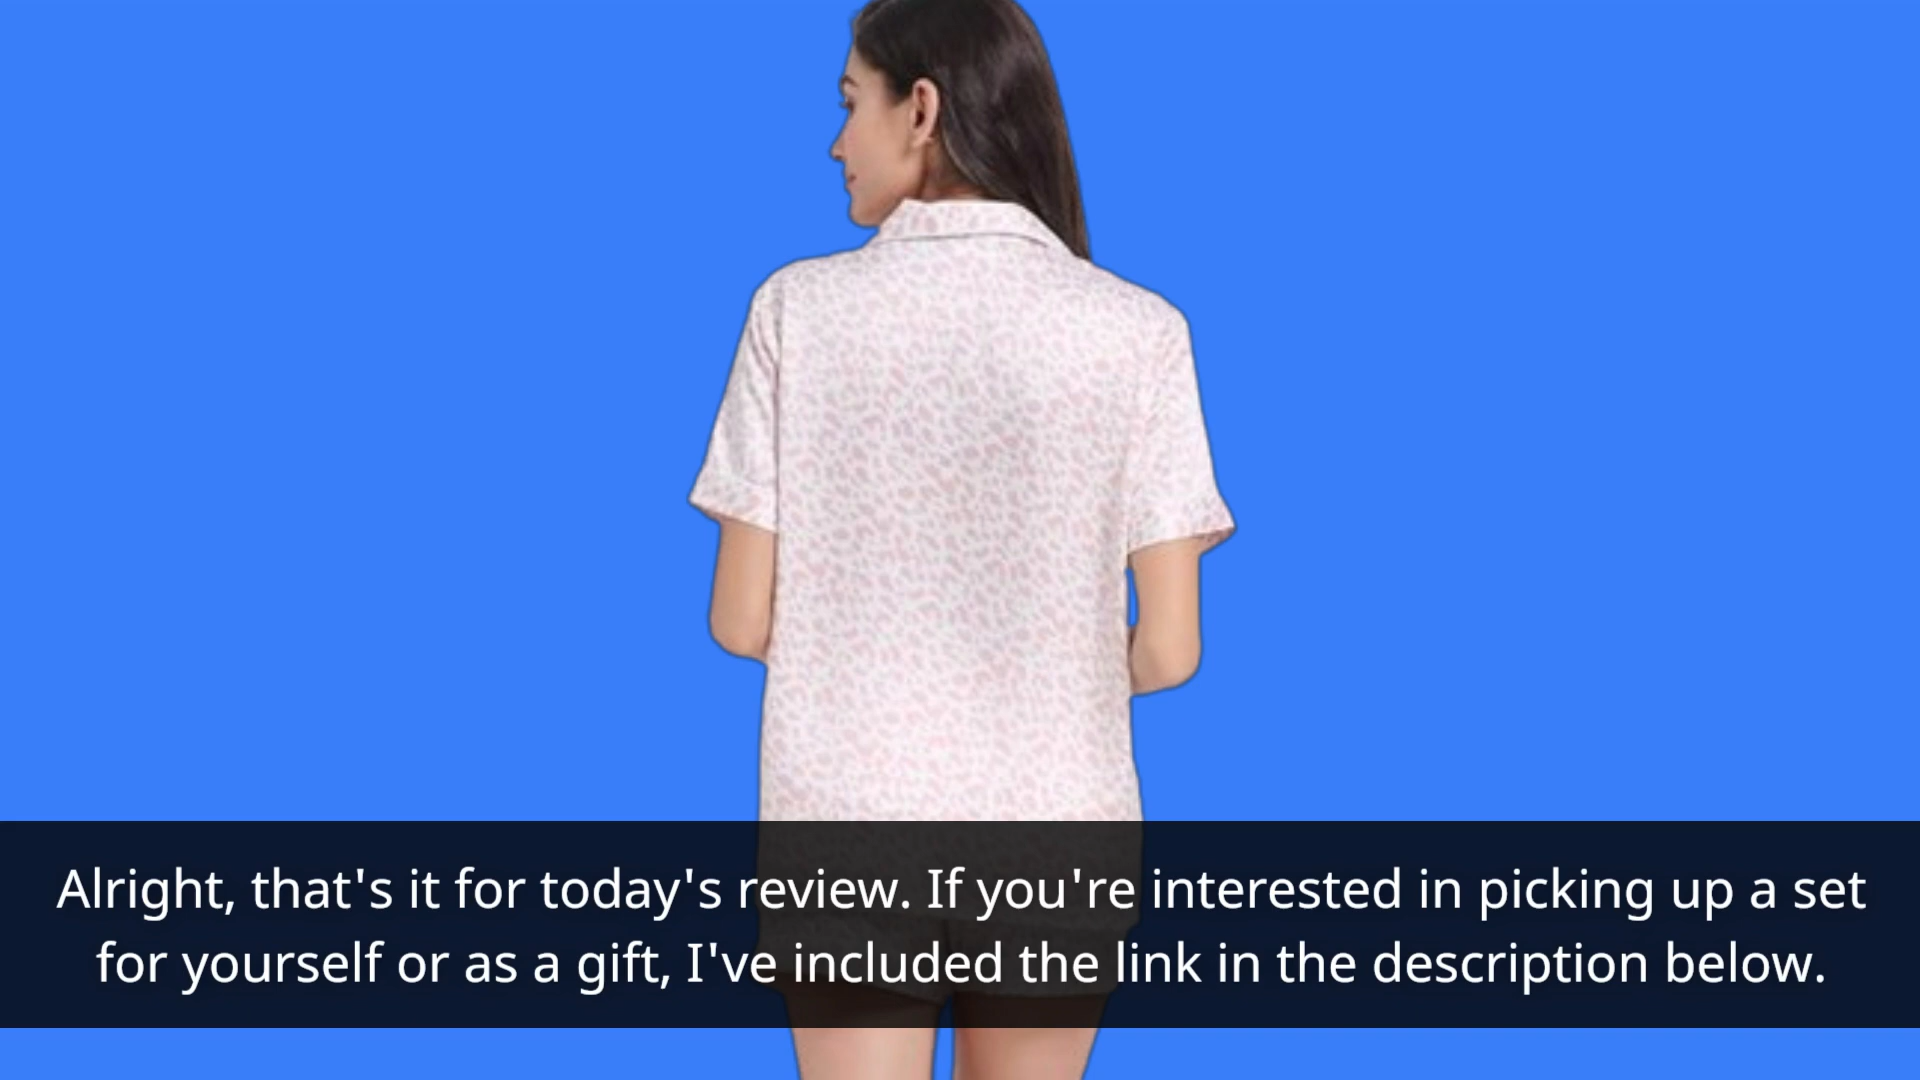 Alright, that's it for today's review. If you're interested in picking up a set
for yourself or as a gift, I've included the link in the description below.